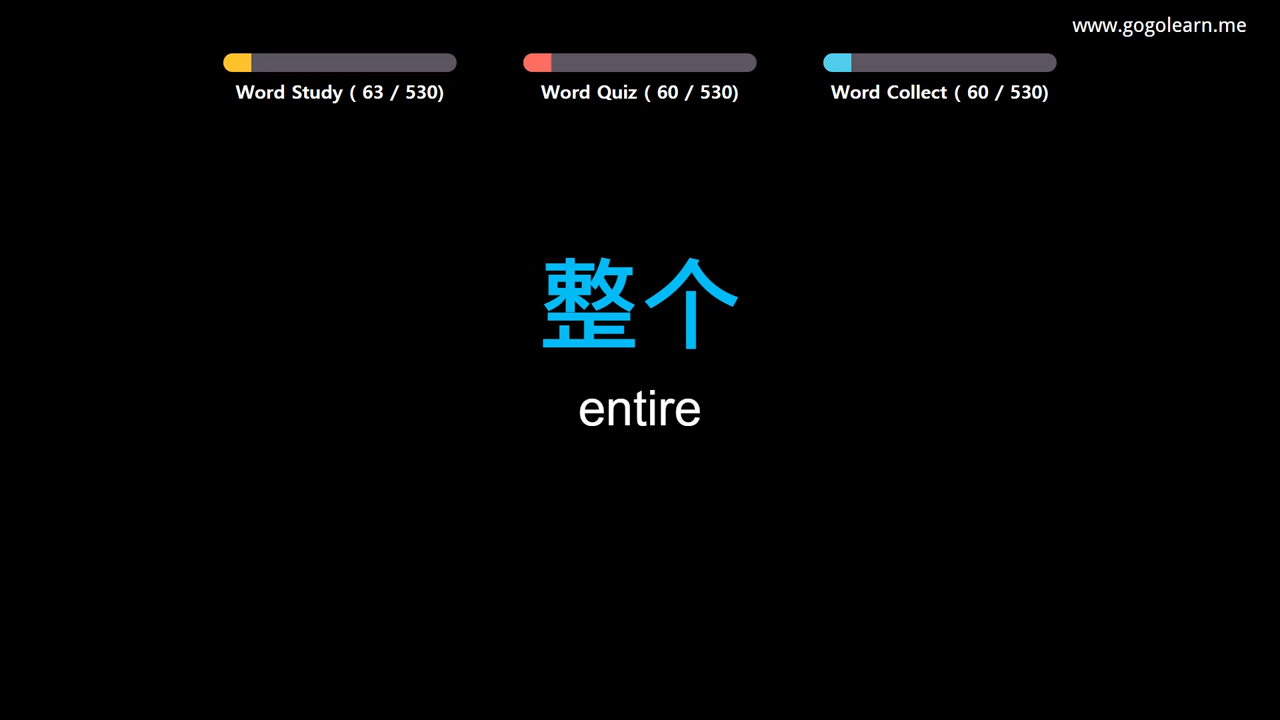 www.gogolearn.me
Word Study ( 63 / 530)
Word Quiz ( 60 / 530)
Word Collect ( 60 / 530)
整个
entire